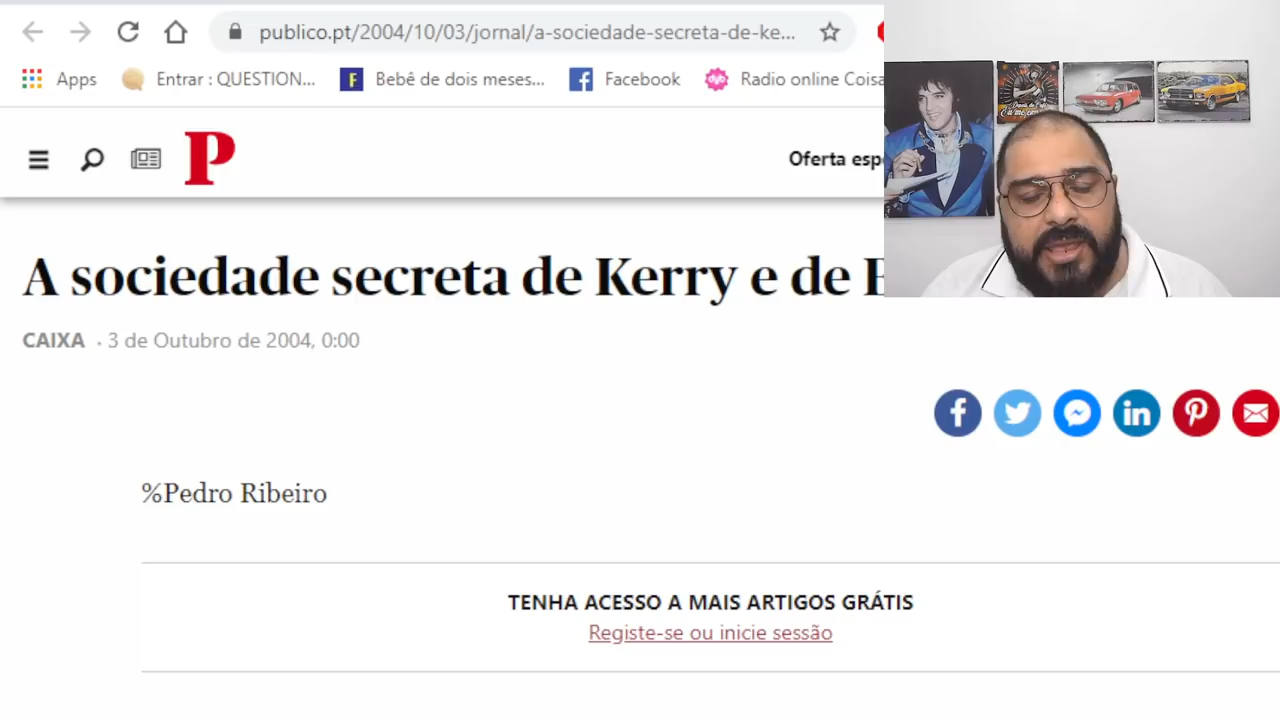 publico.pt/2004/10/03/jornal/a-sociedade-secreta-de-ke...
Apps Entrar : QUESTION... F Bebê de dois meses... Facebook dyb Radio online Coisa
P
Oferta esp
A sociedade secreta de Kerry e de
CAIXA · 3 de Outubro de 2004, 0:00
%Pedro Ribeiro
TENHA ACESSO A MAIS ARTIGOS GRÁTIS
Registe-se ou inicie sessão